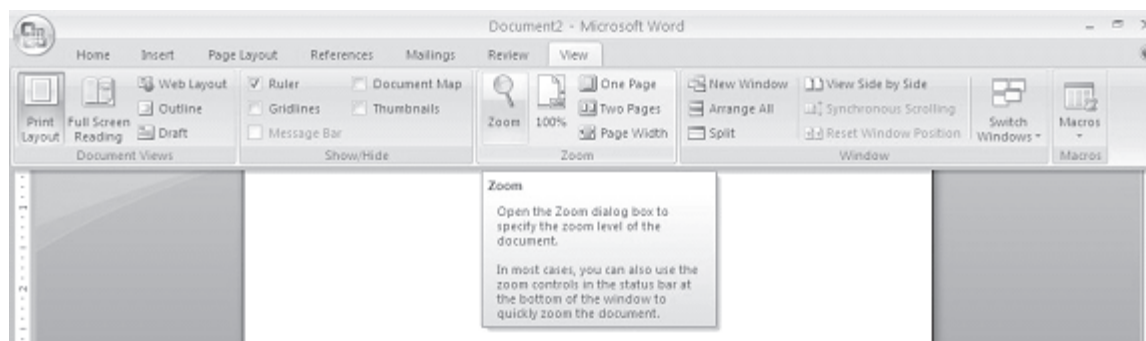 Document2 - Microsoft Word
Home Insert Page Layout References Mailings Review View
Print Layout
Full Screen Reading
Web Layout
Outline
Draft
Document Views
Ruler
Gridlines
Message Bar
Document Map
Thumbnails
Show/Hide
Zoom
100%
One Page
Two Pages
Page Width
Zoom
New Window
Arrange All
Split
View Side by Side
Synchronous Scrolling
Reset Window Position
Switch Windows
Window
Macros
Macros
Zoom
Open the Zoom dialog box to
specify the zoom level of the
document.
In most cases, you can also use the
zoom controls in the status bar at
the bottom of the window to
quickly zoom the document.
1
2